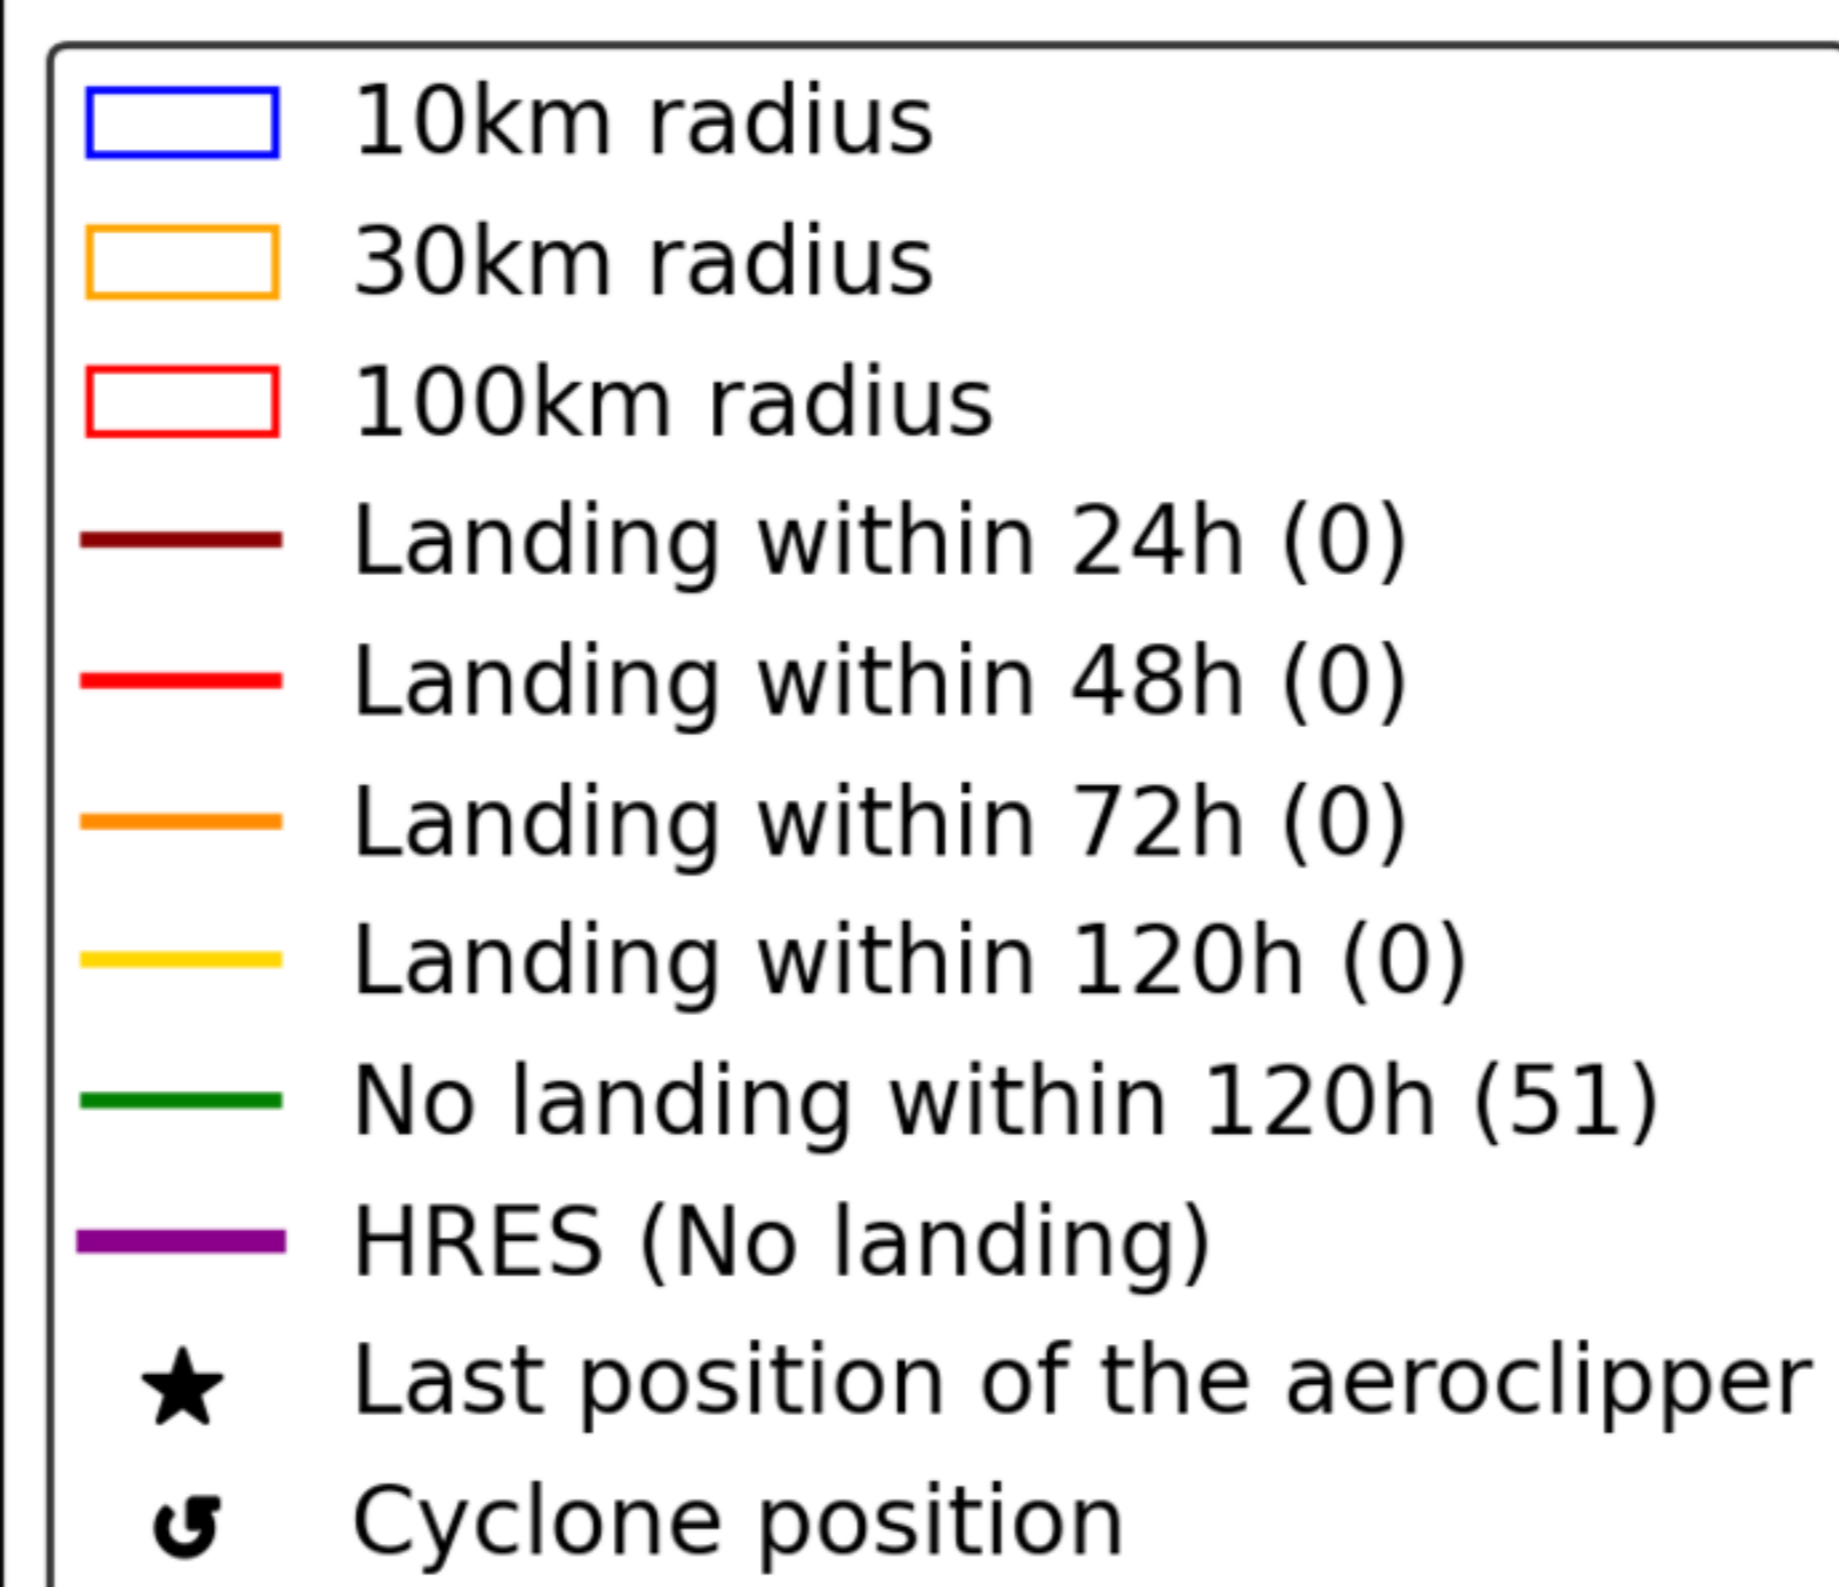 10km radius
30km radius
100km radius
Landing within 24h (0)
Landing within 48h (0)
Landing within 72h (0)
Landing within 120h (0)
No landing within 120h (51)
HRES (No landing)
Last position of the aeroclipper
Cyclone position